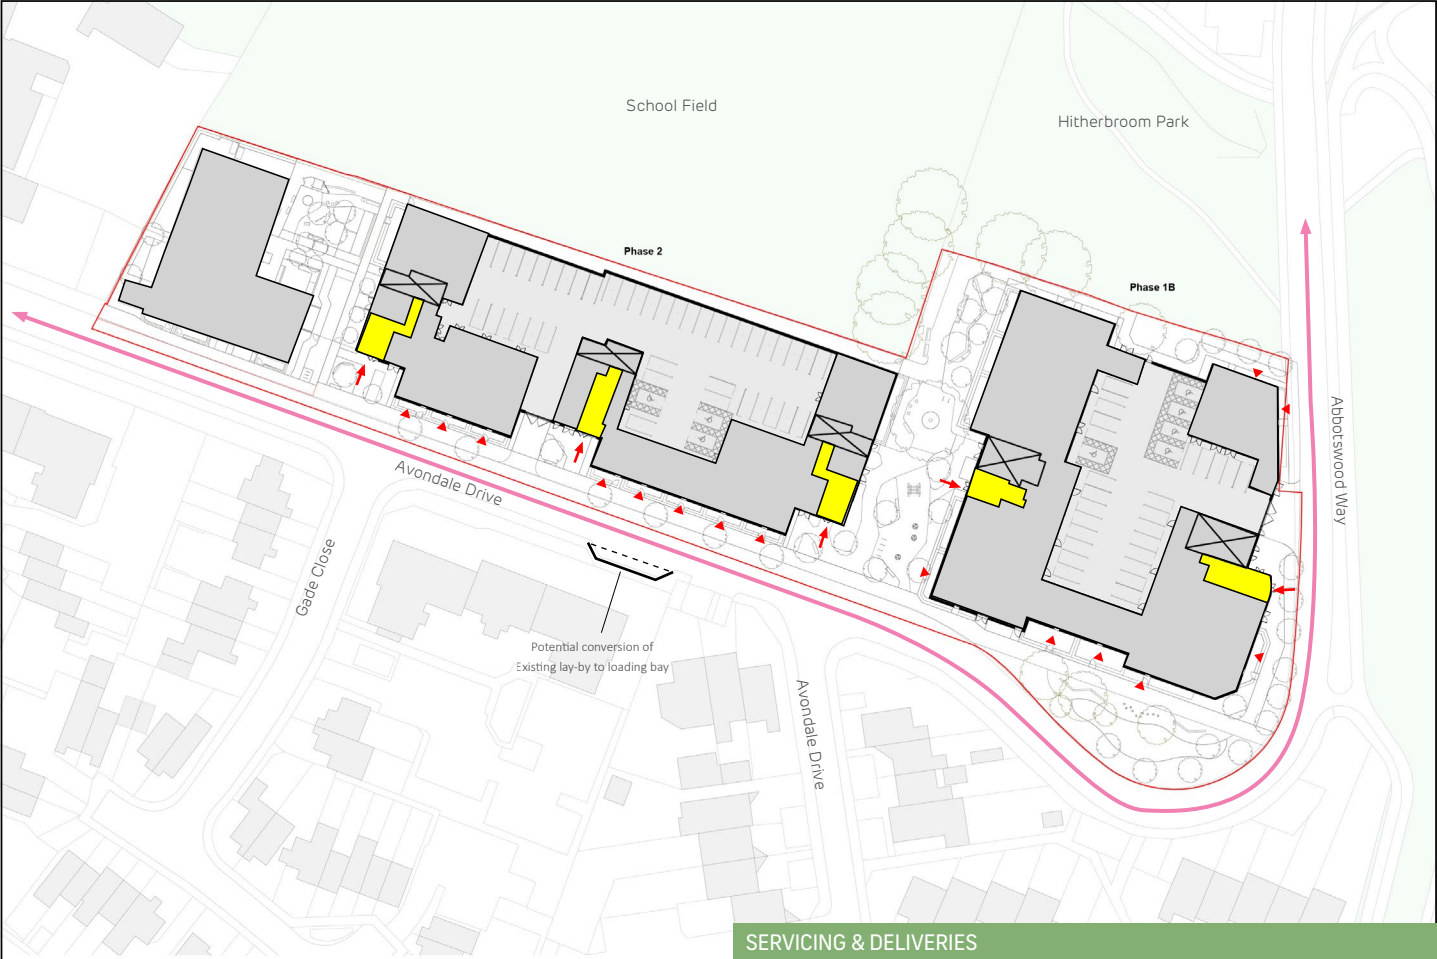 School Field
Hitherbroom Park
Phase 2
Phase 1B
Abbotswood Way
Avondale Drive
Gade Close
Potential conversion of
Existing lay-by to loading bay
Avondale Drive
SERVICING & DELIVERIES